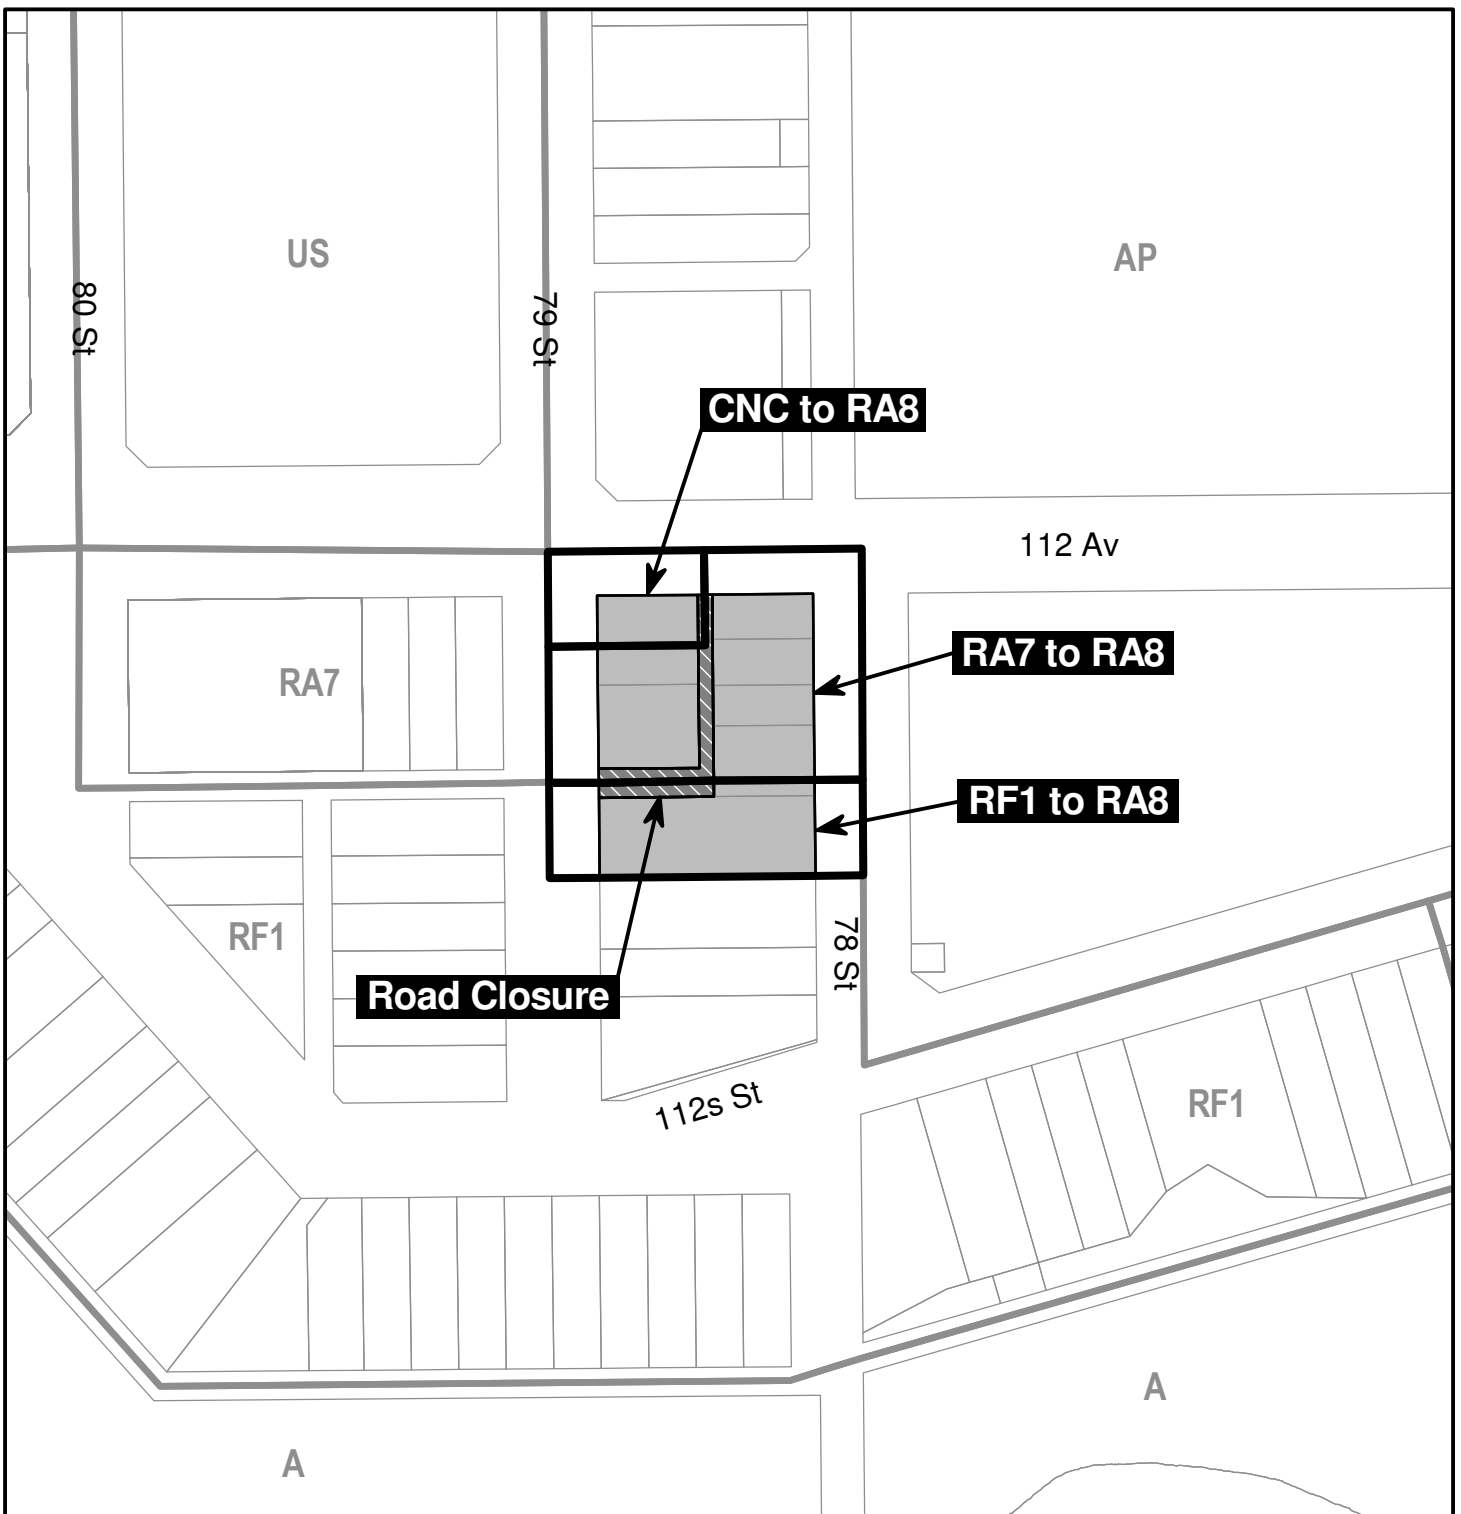 US
AP
80 St
79 St
CNC to RA8
112 Av
RA7 to RA8
RA7
RF1 to RA8
RF1
78 St
Road Closure
112s St
RF1
A
A